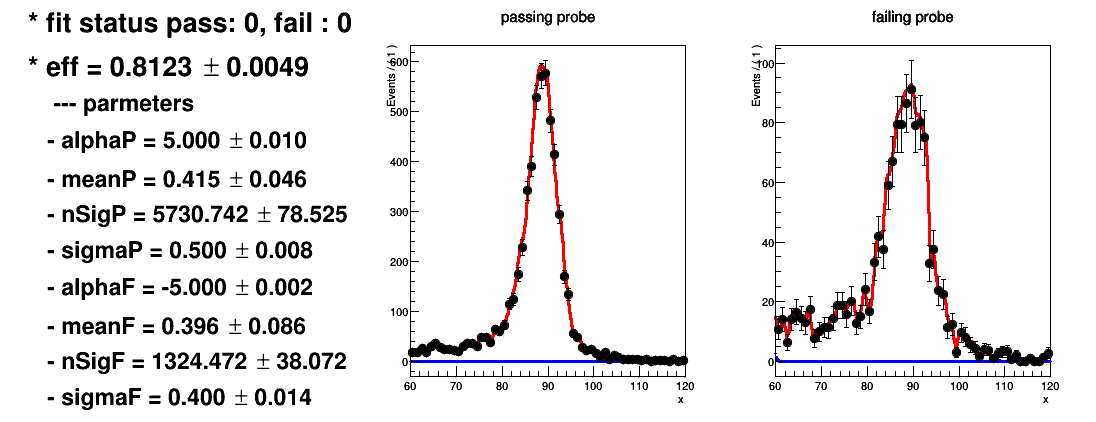 * fit status pass: 0, fail : 0
* eff = 0.8123 ± 0.0049
--- parmeters
- alphaP = 5.000 ± 0.010
- meanP = 0.415 ± 0.046
- nSigP = 5730.742 ± 78.525
- sigmaP = 0.500 ± 0.008
- alphaF = -5.000 ± 0.002
- meanF = 0.396 ± 0.086
- nSigF = 1324.472 ± 38.072
- sigmaF = 0.400 ± 0.014
passing probe
Events / ( 1 )
600
500
400
300
200
100
0
60 70 80 90 100 110 120
x
failing probe
Events / ( 1 )
100
80
60
40
20
0
60 70 80 90 100 110 120
x